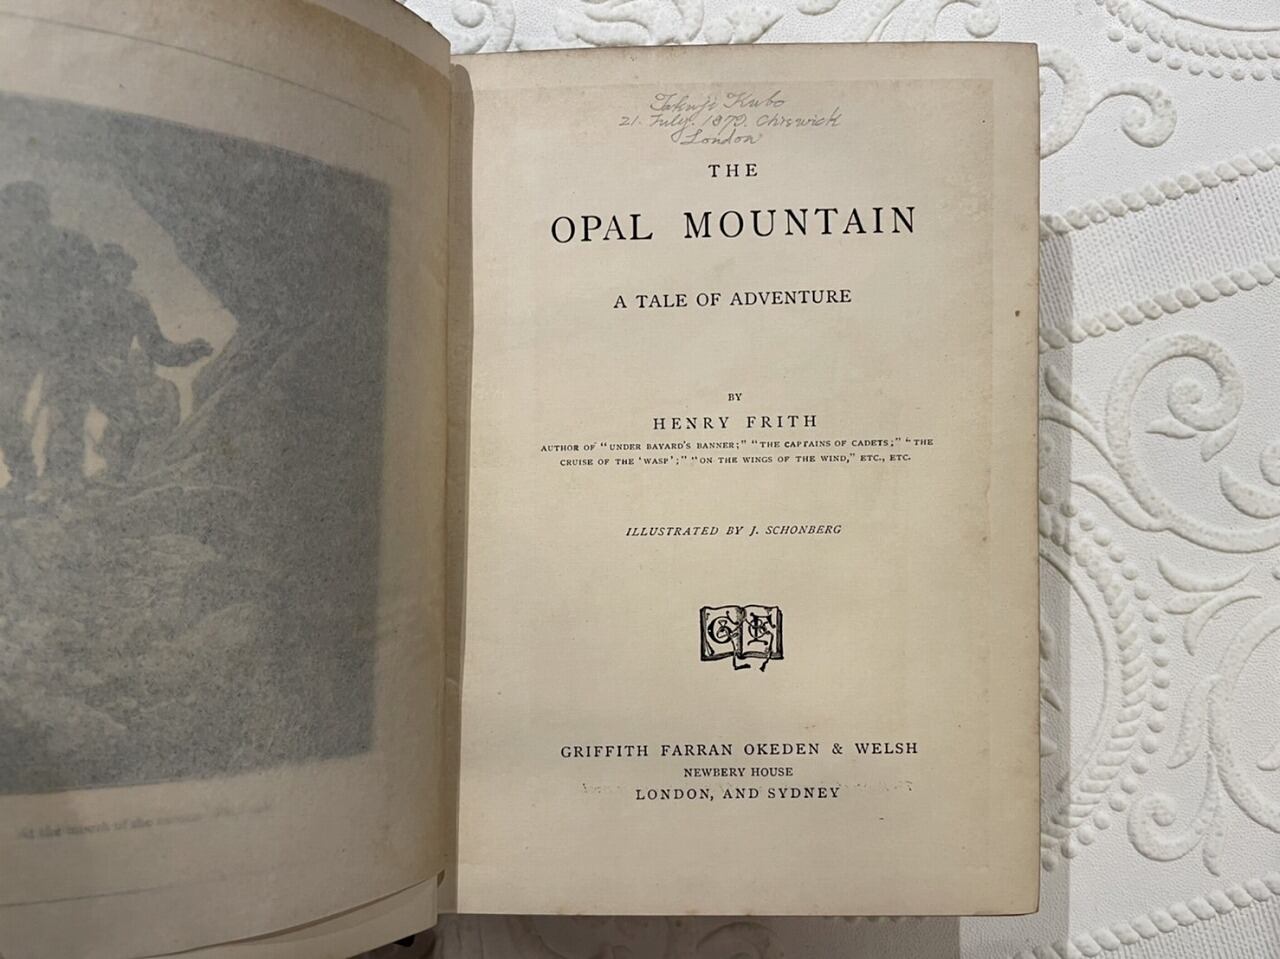 Takuji Kubo
21. July. 1970. Chiswick
London
THE
OPAL MOUNTAIN
A TALE OF ADVENTURE
BY
HENRY FRITH
AUTHOR OF "UNDER BAYARD'S BANNER;" "THE CAPTAINS OF CADETS;" "THE
CRUISE OF THE 'WASP';" "ON THE WINGS OF THE WIND," ETC., ETC.
ILLUSTRATED BY J. SCHONBERG
GRIFFITH FARRAN OKEDEN & WELSH
NEWBERY HOUSE
LONDON, AND SYDNEY